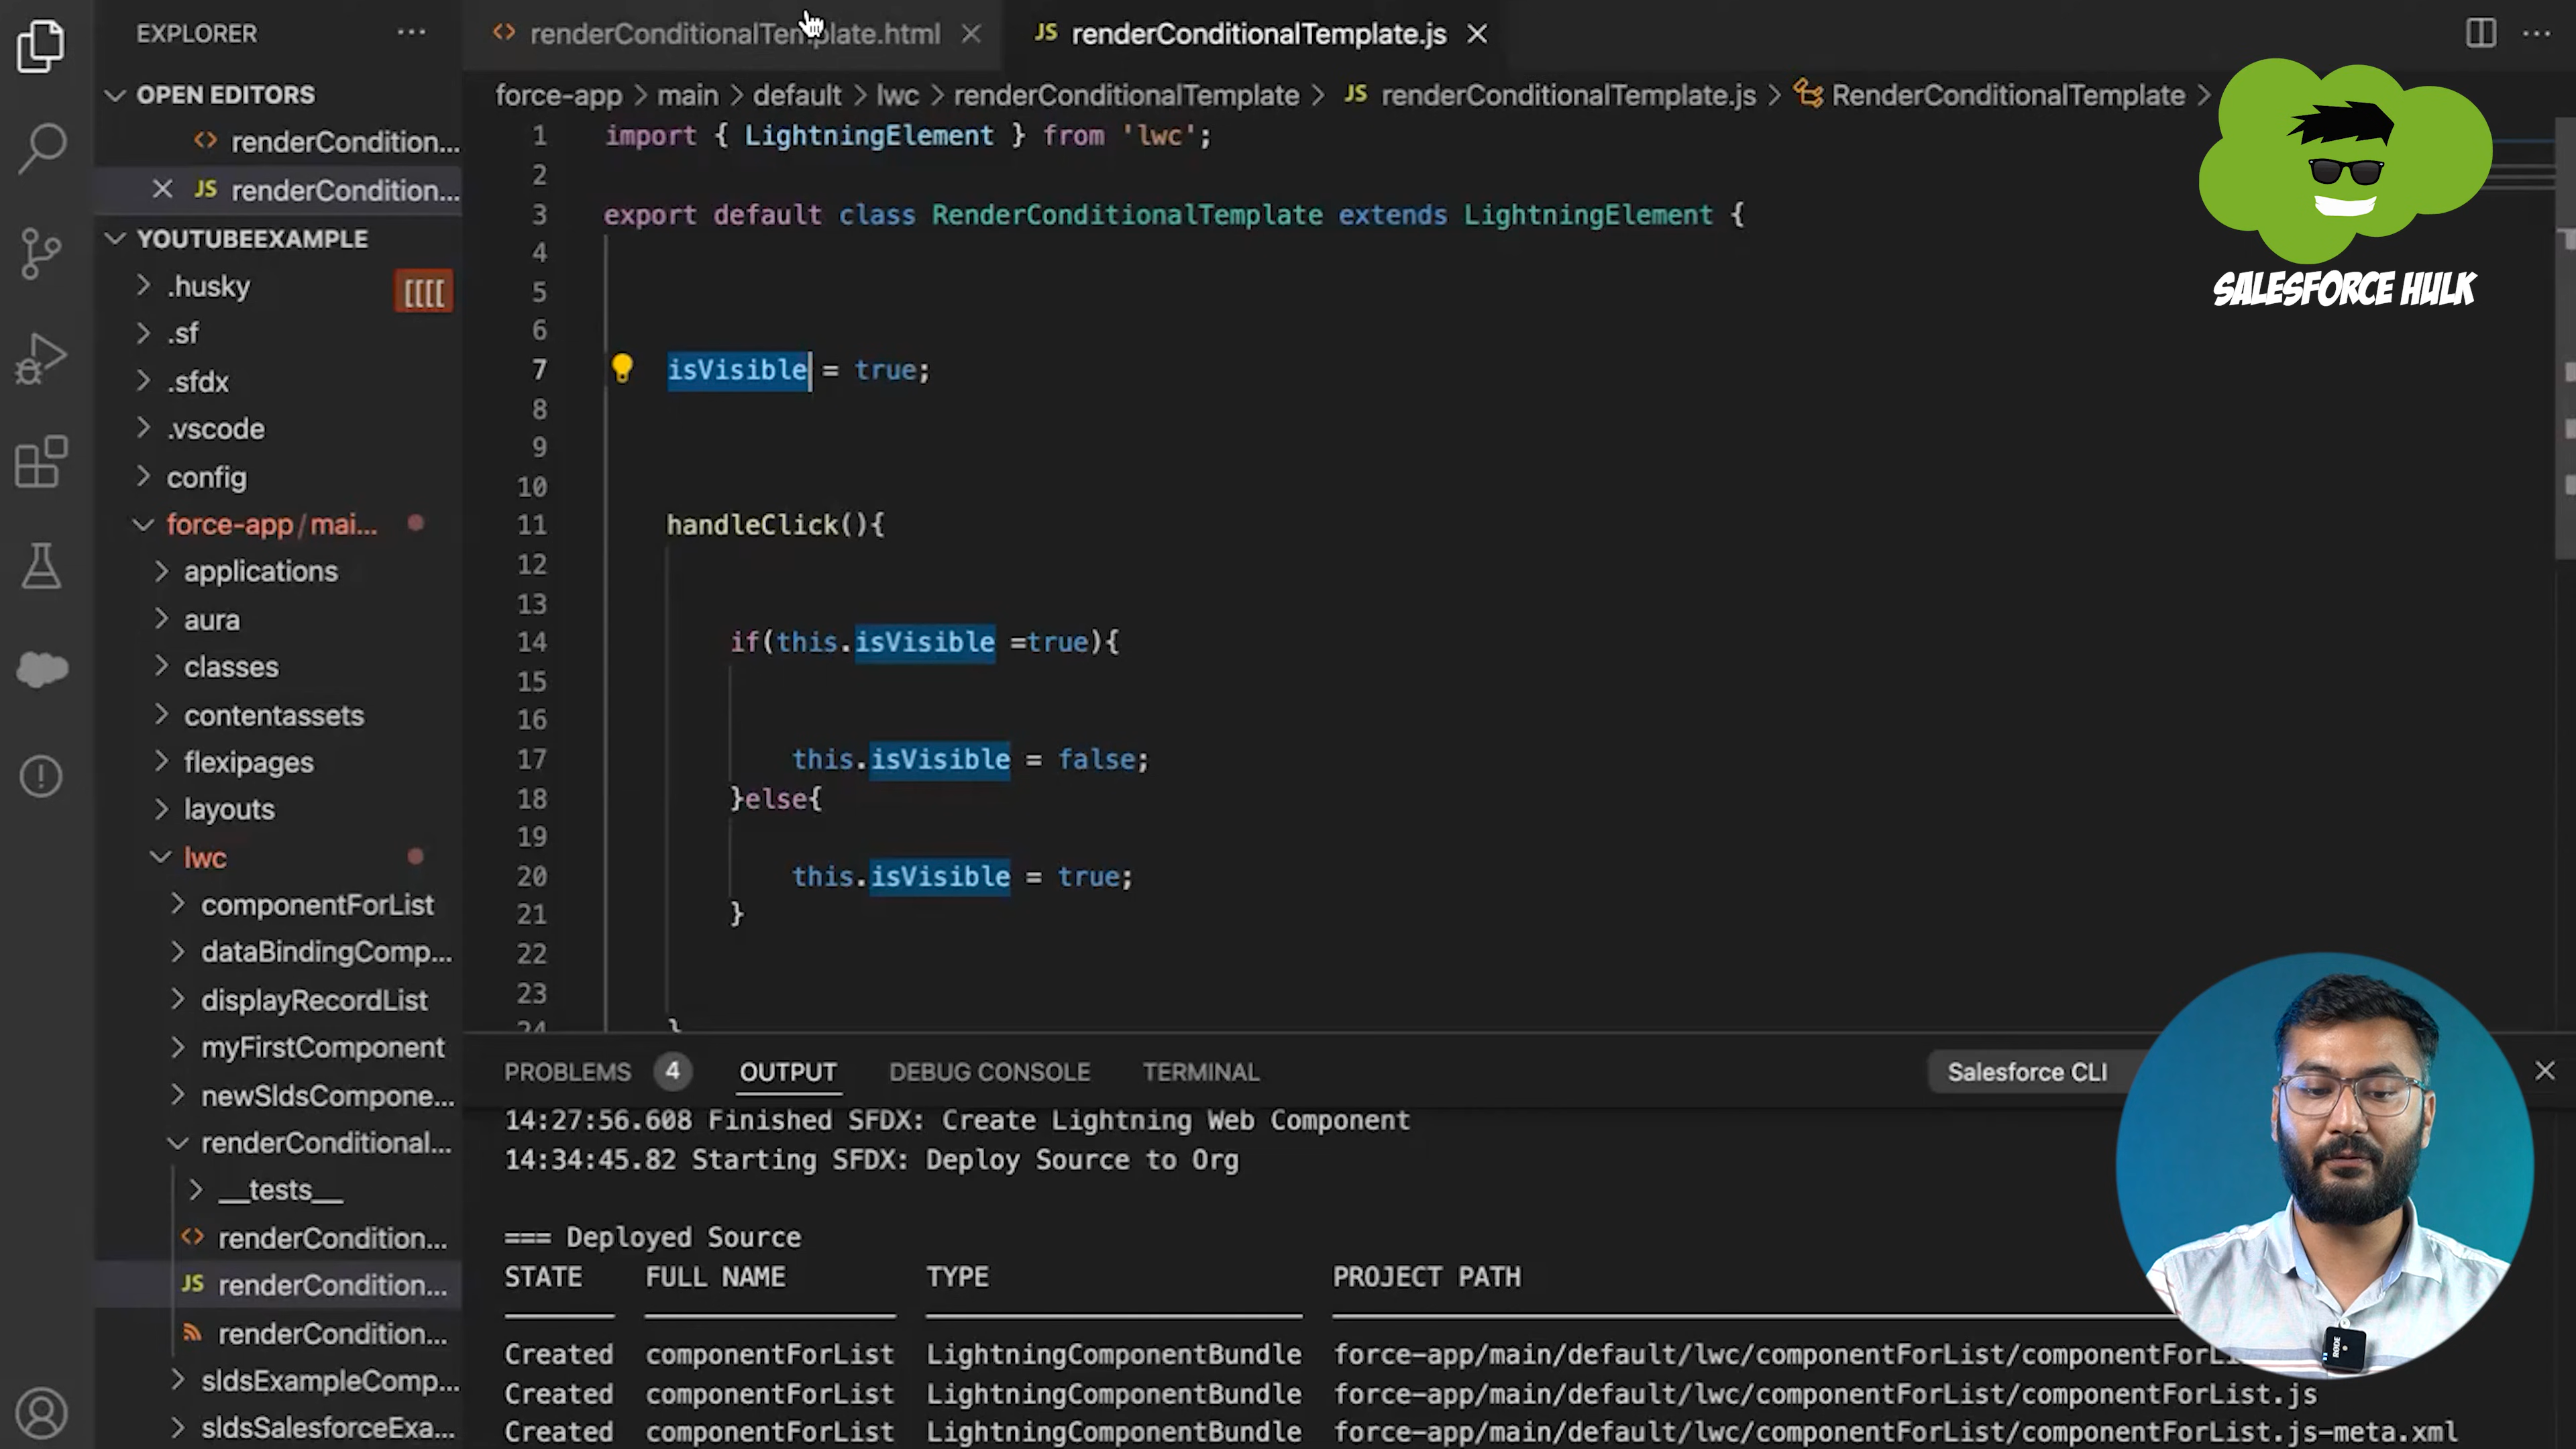 EXPLORER
OPEN EDITORS
renderCondition...
JS renderCondition...
YOUTUBEEXAMPLE
.husky
[[[[
.sf
.sfdx
.vscode
config
force-app/mai...
applications
aura
classes
contentassets
flexipages
layouts
lwc
componentForList
dataBindingComp...
displayRecordList
myFirstComponent
newSldsCompone...
renderConditional...
__tests__
renderCondition...
JS renderCondition...
renderCondition...
sldsExampleComp...
sldsSalesforceExa...
renderConditionalTemplate.html
JS renderConditionalTemplate.js
force-app > main > default > lwc > renderConditionalTemplate > JS renderConditionalTemplate.js > RenderConditionalTemplate >
1 import { LightningElement } from 'lwc';
2
3 export default class RenderConditionalTemplate extends LightningElement {
4
5
6
7 isVisible = true;
8
9
10
11 handleClick(){
12
13
14 if(this.isVisible =true){
15
16
17 this.isVisible = false;
18 }else{
19
20 this.isVisible = true;
21 }
22
23
24 }
SALESFORCE HULK
PROBLEMS 4 OUTPUT DEBUG CONSOLE TERMINAL Salesforce CLI
14:27:56.608 Finished SFDX: Create Lightning Web Component
14:34:45.82 Starting SFDX: Deploy Source to Org
=== Deployed Source
STATE FULL NAME TYPE PROJECT PATH
Created componentForList LightningComponentBundle force-app/main/default/lwc/componentForList/
Created componentForList LightningComponentBundle force-app/main/default/lwc/componentForList/componentForList.js
Created componentForList LightningComponentBundle force-app/main/default/lwc/componentForList/componentForList.js-meta.xml
RODE